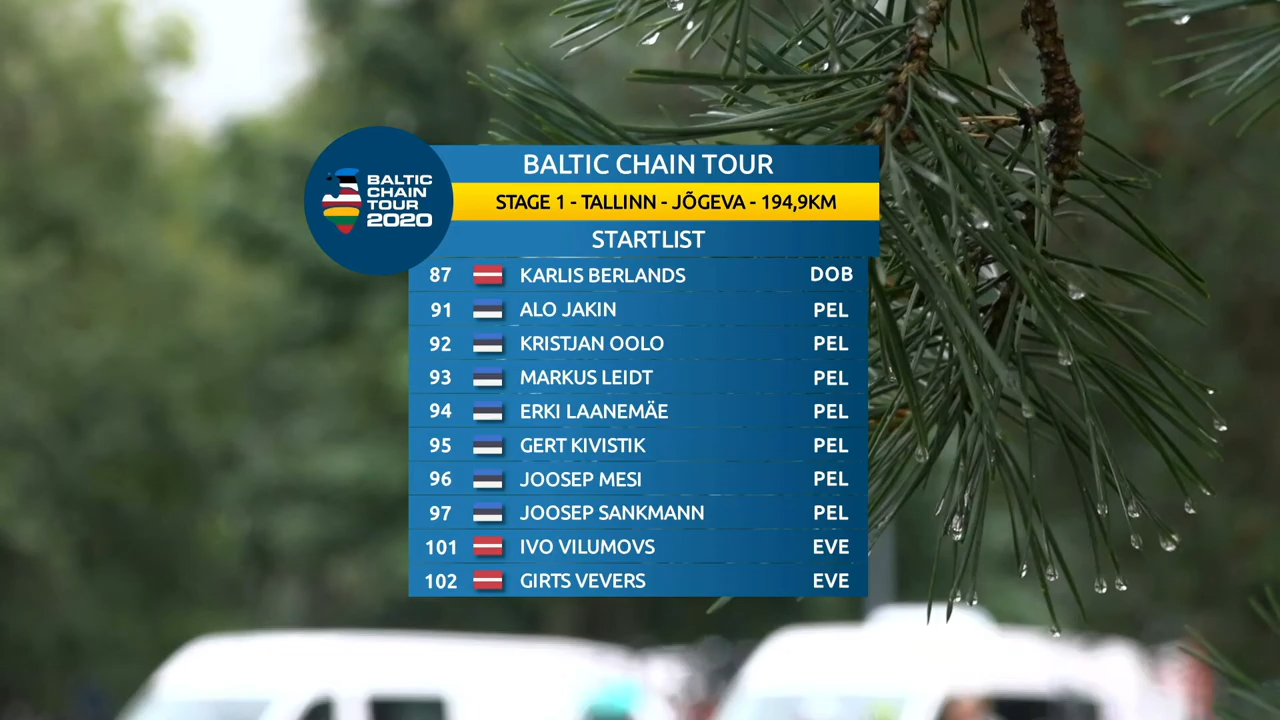 BALTIC
CHAIN
TOUR
2020
BALTIC CHAIN TOUR
STAGE 1 - TALLINN - JÕGEVA - 194,9KM
STARTLIST
87 KARLIS BERLANDS DOB
91 ALO JAKIN PEL
92 KRISTJAN OOLO PEL
93 MARKUS LEIDT PEL
94 ERKI LAANEMÄE PEL
95 GERT KIVISTIK PEL
96 JOOSEP MESI PEL
97 JOOSEP SANKMANN PEL
101 IVO VILUMOVS EVE
102 GIRTS VEVERS EVE